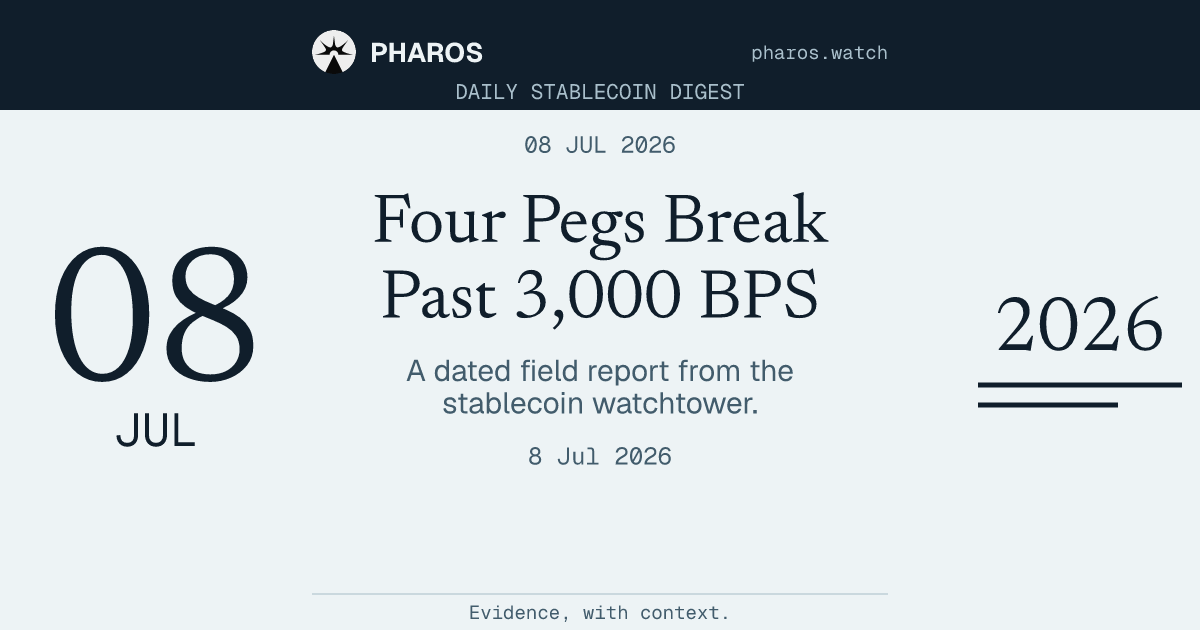 PHAROS
pharos.watch
DAILY STABLECOIN DIGEST
08 JUL 2026
Four Pegs Break
Past 3,000 BPS
A dated field report from the
stablecoin watchtower.
8 Jul 2026
08
JUL
2026
Evidence, with context.